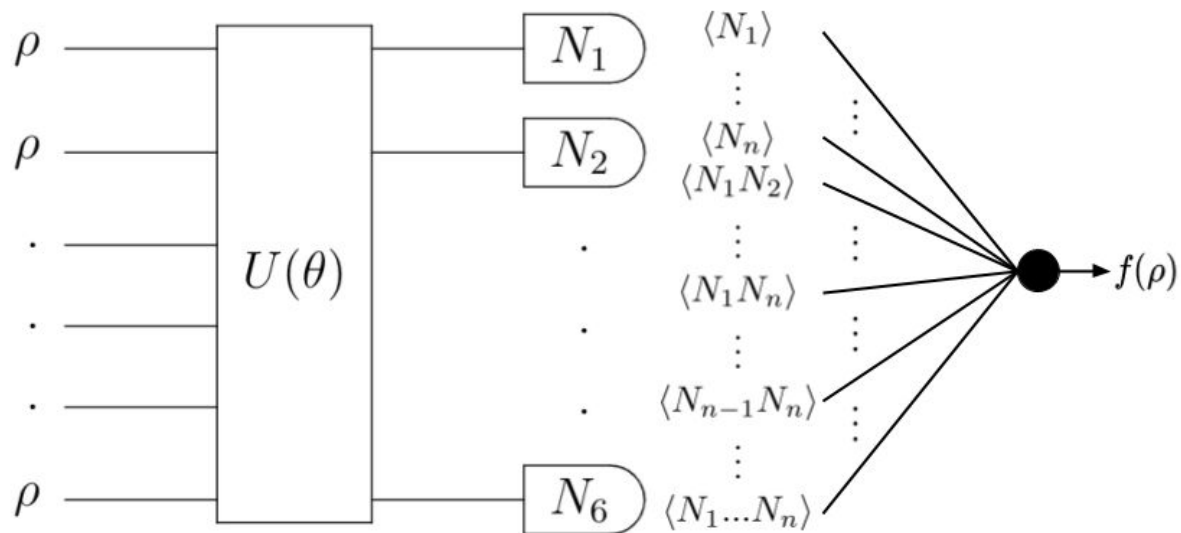 ρ
ρ
ρ
U(θ)
N₁
N₂
N₆
⟨N₁⟩
⟨Nₙ⟩
⟨N₁N₂⟩
⟨N₁Nₙ⟩
⟨Nₙ₋₁Nₙ⟩
⟨N₁...Nₙ⟩
f(ρ)